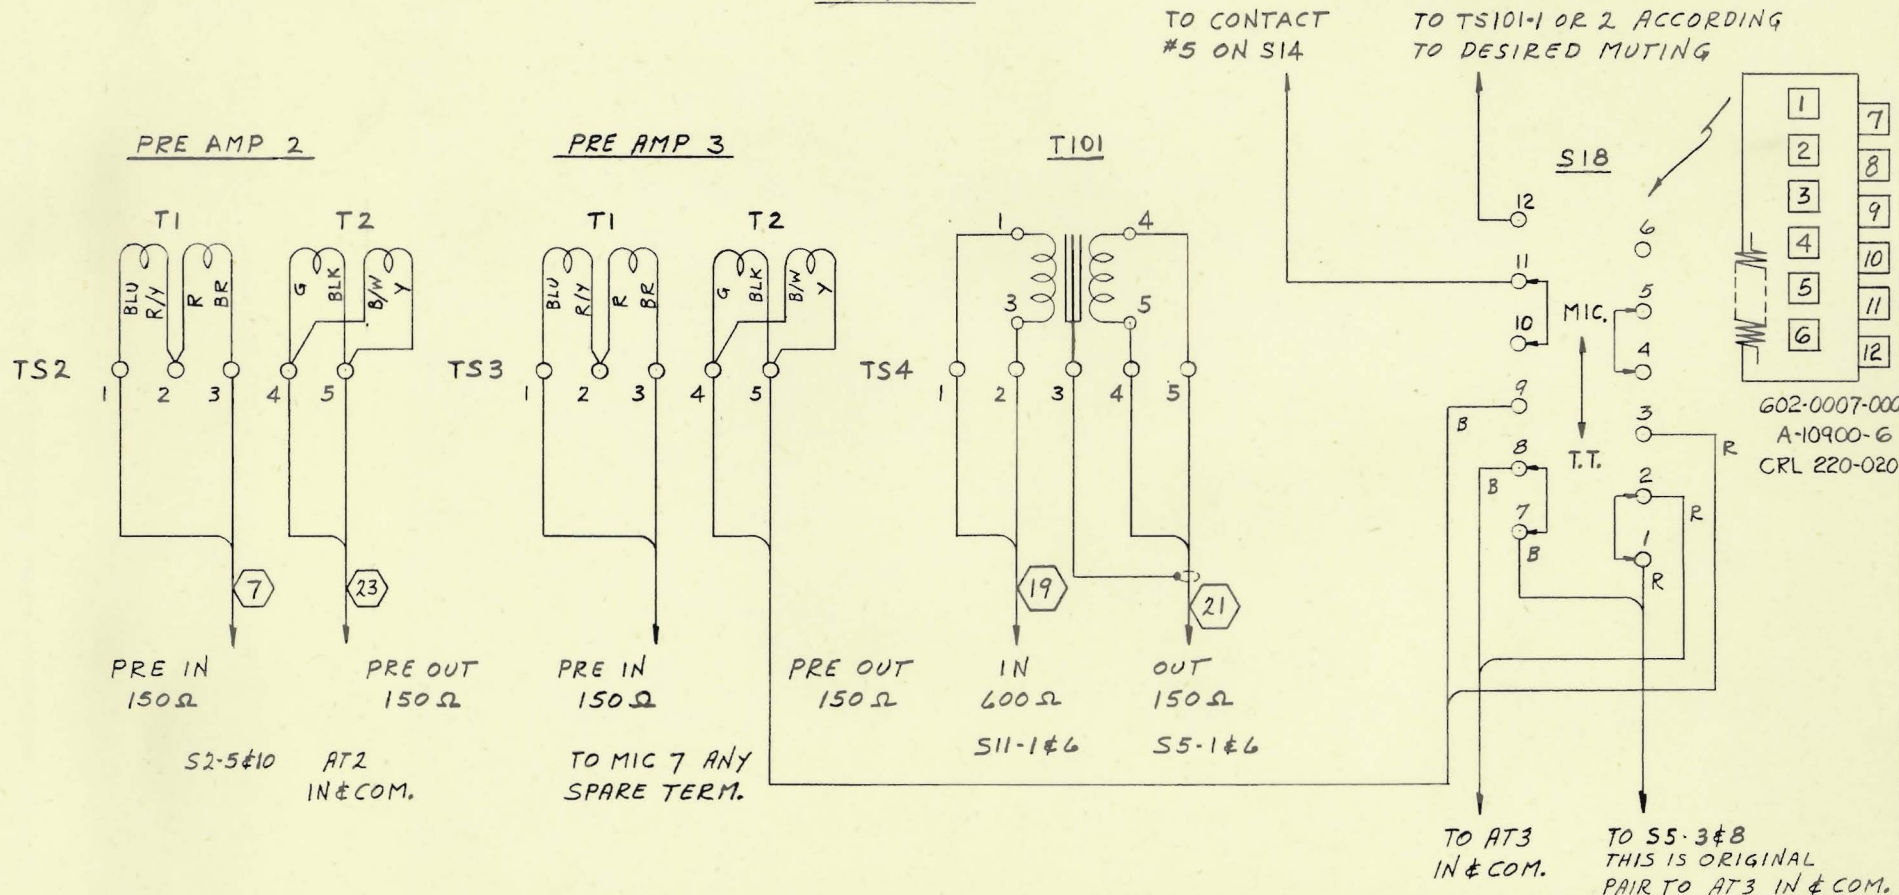 TO CONTACT
#5 ON S14
TO TS101-1 OR 2 ACCORDING
TO DESIRED MUTING
PRE AMP 2
PRE AMP 3
T101
S18
T1
T2
T1
T2
BLU
R/Y
R
BR
G
BLK
B/W
Y
BLU
R/Y
R
BR
G
BLK
B/W
Y
1
4
3
5
TS2
1
2
3
4
5
TS3
1
2
3
4
5
TS4
1
2
3
4
5
12
11
10
9
8
7
6
5
4
3
2
1
MIC.
T.T.
B
B
B
R
R
R
1
2
3
4
5
6
7
8
9
10
11
12
602-0007-000
A-10900-6
CRL 220-020
7
23
19
21
PRE IN
150Ω
PRE OUT
150Ω
PRE IN
150Ω
PRE OUT
150Ω
IN
600Ω
OUT
150Ω
S2-5&10
AT2
IN & COM.
TO MIC 7 ANY
SPARE TERM.
S11-1&6
S5-1&6
TO AT3
IN & COM.
TO S5-3&8
THIS IS ORIGINAL
PAIR TO AT3 IN & COM.